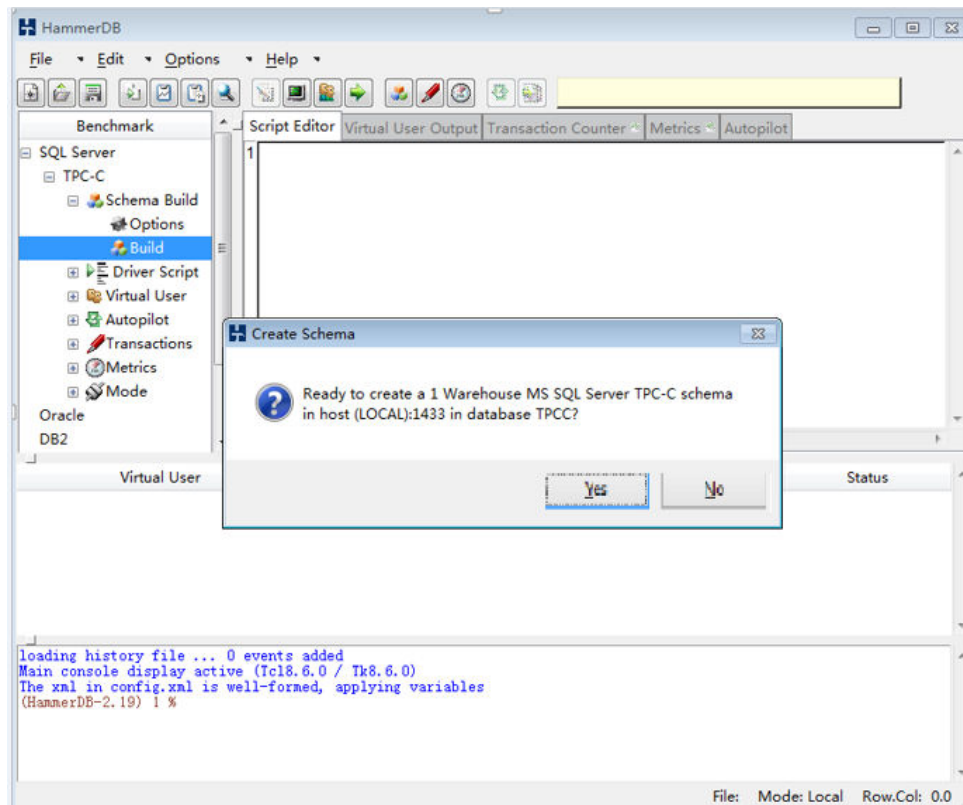 HammerDB
File Edit Options Help
Benchmark
Script Editor Virtual User Output Transaction Counter Metrics Autopilot
1
SQL Server
TPC-C
Schema Build
Options
Build
Driver Script
Virtual User
Autopilot
Transactions
Metrics
Mode
Oracle
DB2
Create Schema
Ready to create a 1 Warehouse MS SQL Server TPC-C schema
in host (LOCAL):1433 in database TPCC?
Yes No
Virtual User Status
loading history file ... 0 events added
Main console display active (Tcl8.6.0 / Tk8.6.0)
The xml in config.xml is well-formed, applying variables
(HammerDB-2.19) 1 %
File: Mode: Local Row.Col: 0.0